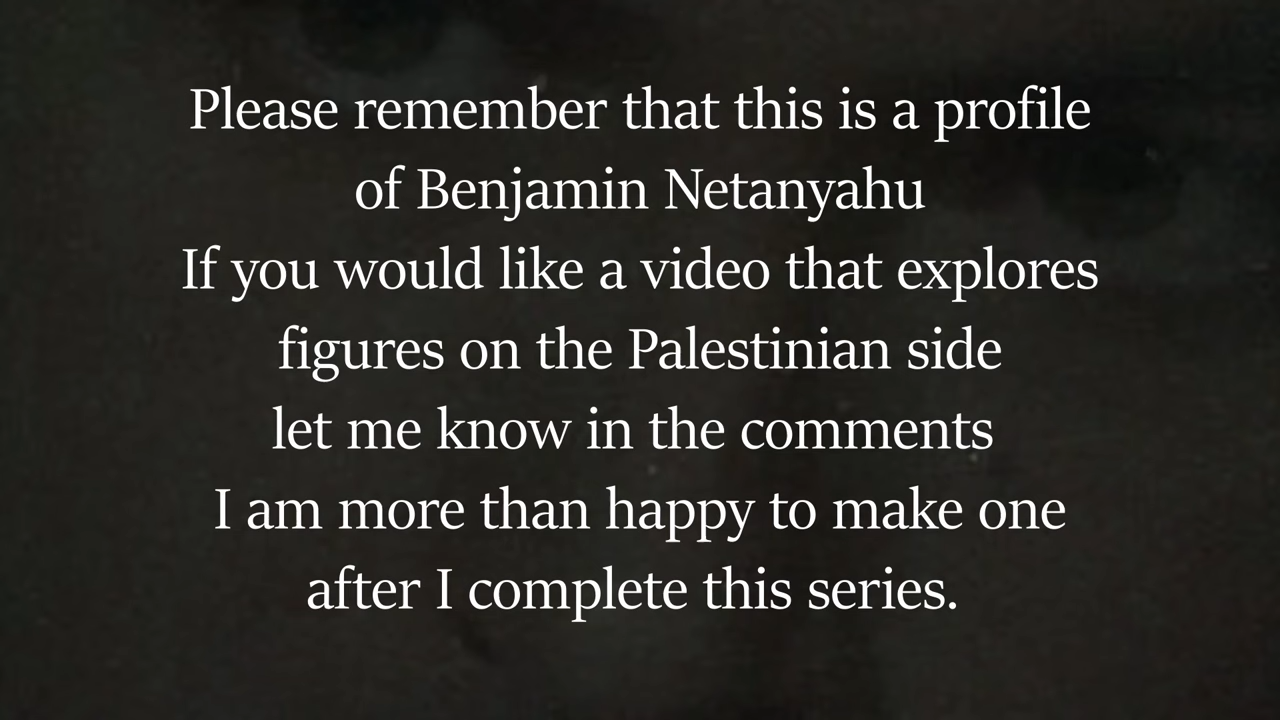 Please remember that this is a profile
of Benjamin Netanyahu
If you would like a video that explores
figures on the Palestinian side
let me know in the comments
I am more than happy to make one
after I complete this series.